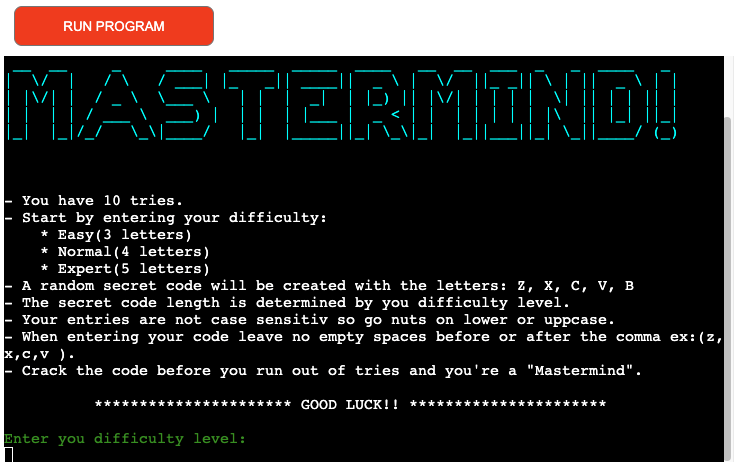 RUN PROGRAM
MASTERMIND!
- You have 10 tries.
- Start by entering your difficulty:
* Easy(3 letters)
* Normal(4 letters)
* Expert(5 letters)
- A random secret code will be created with the letters: Z, X, C, V, B
- The secret code length is determined by you difficulty level.
- Your entries are not case sensitiv so go nuts on lower or uppcase.
- When entering your code leave no empty spaces before or after the comma ex:(z,
x,c,v ).
- Crack the code before you run out of tries and you're a "Mastermind".
********************** GOOD LUCK!! **********************
Enter you difficulty level: